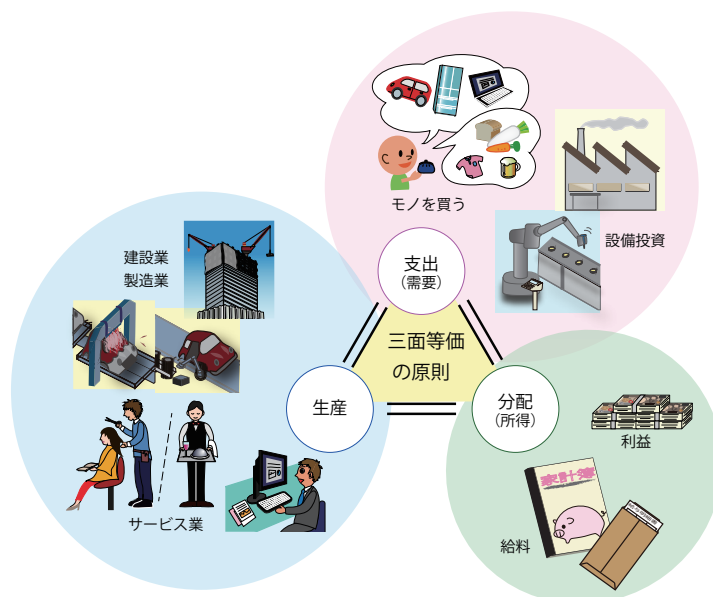 モノを買う
設備投資
支出
(需要)
建設業
製造業
三面等価
の原則
生産
分配
(所得)
利益
サービス業
家計簿
給料